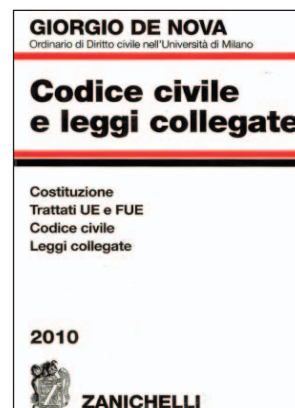 GIORGIO DE NOVA
Ordinario di Diritto civile nell'Università di Milano
Codice civile
e leggi collegate
Costituzione
Trattati UE e FUE
Codice civile
Leggi collegate
2010
ZANICHELLI